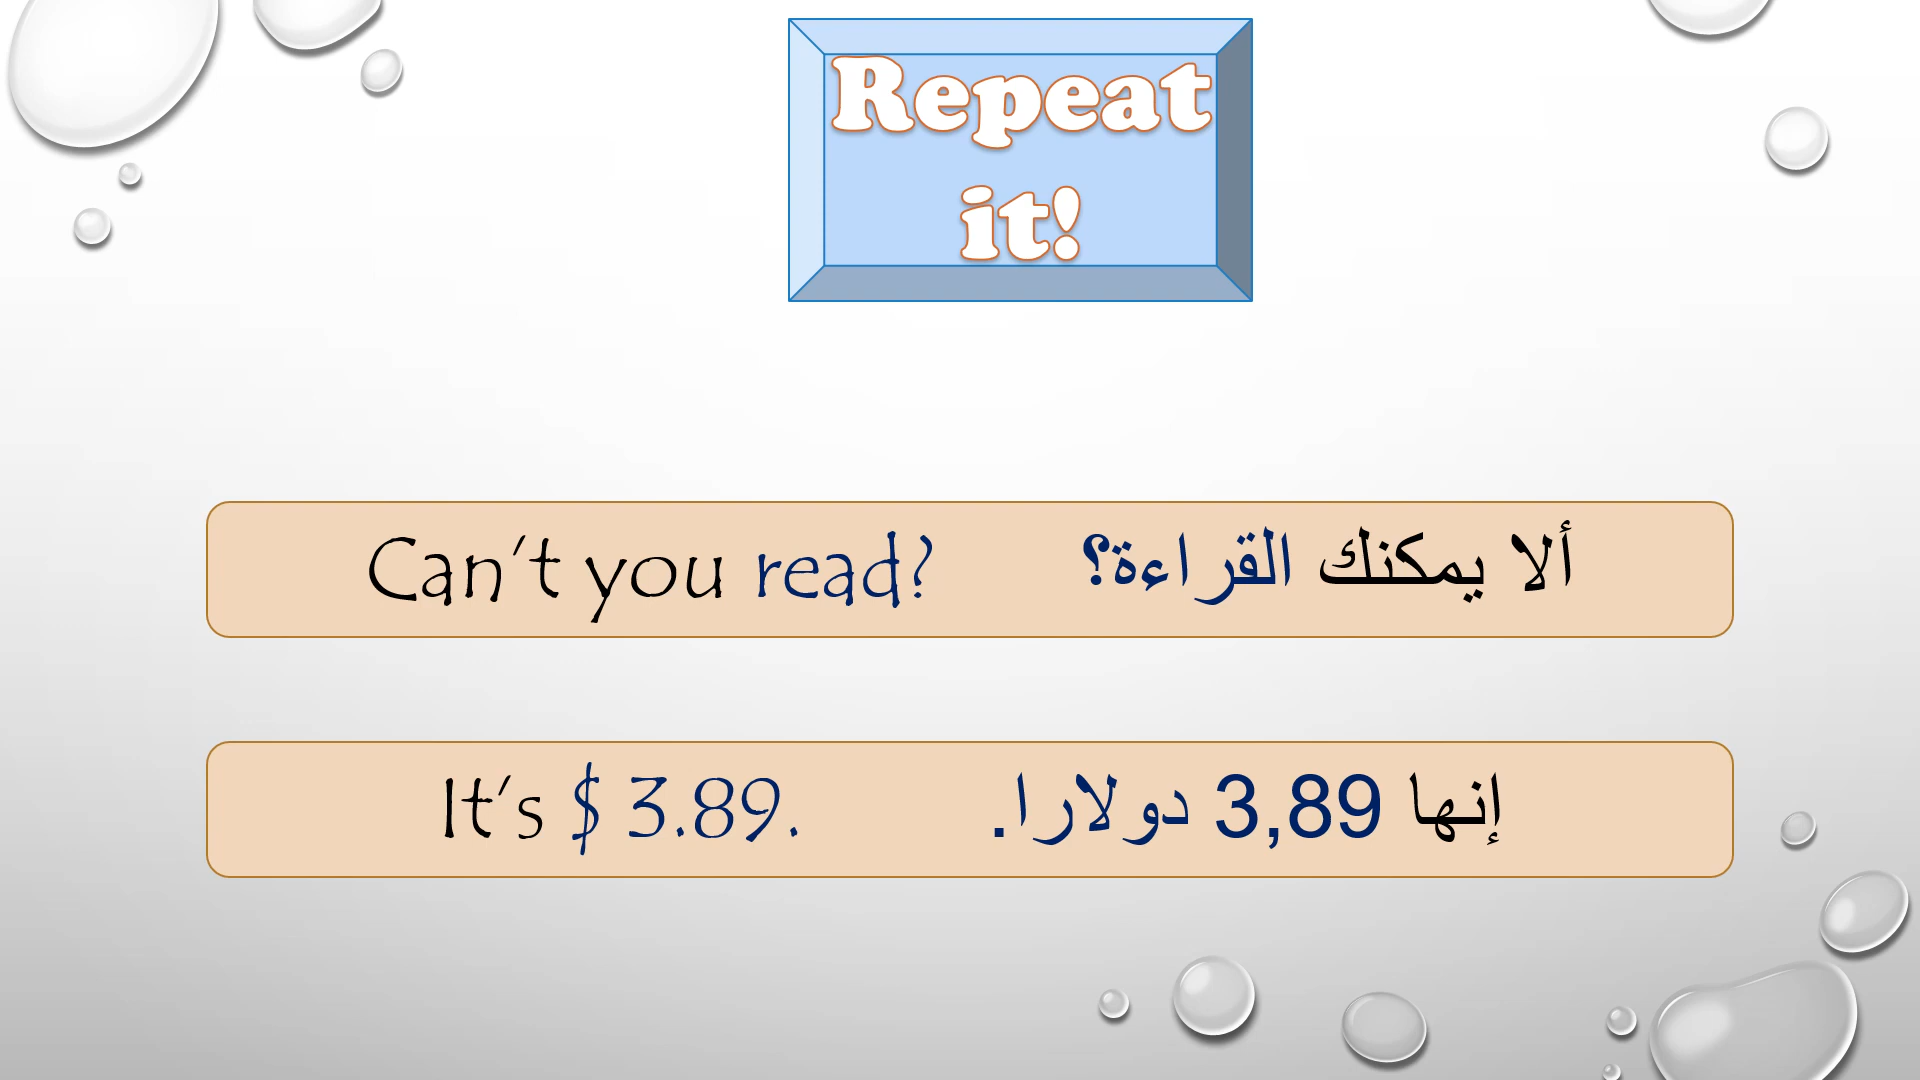 Repeat
it!
Can't you read? ألا يمكنك القراءة؟
It's $ 3.89. إنها 3,89 دولارا.